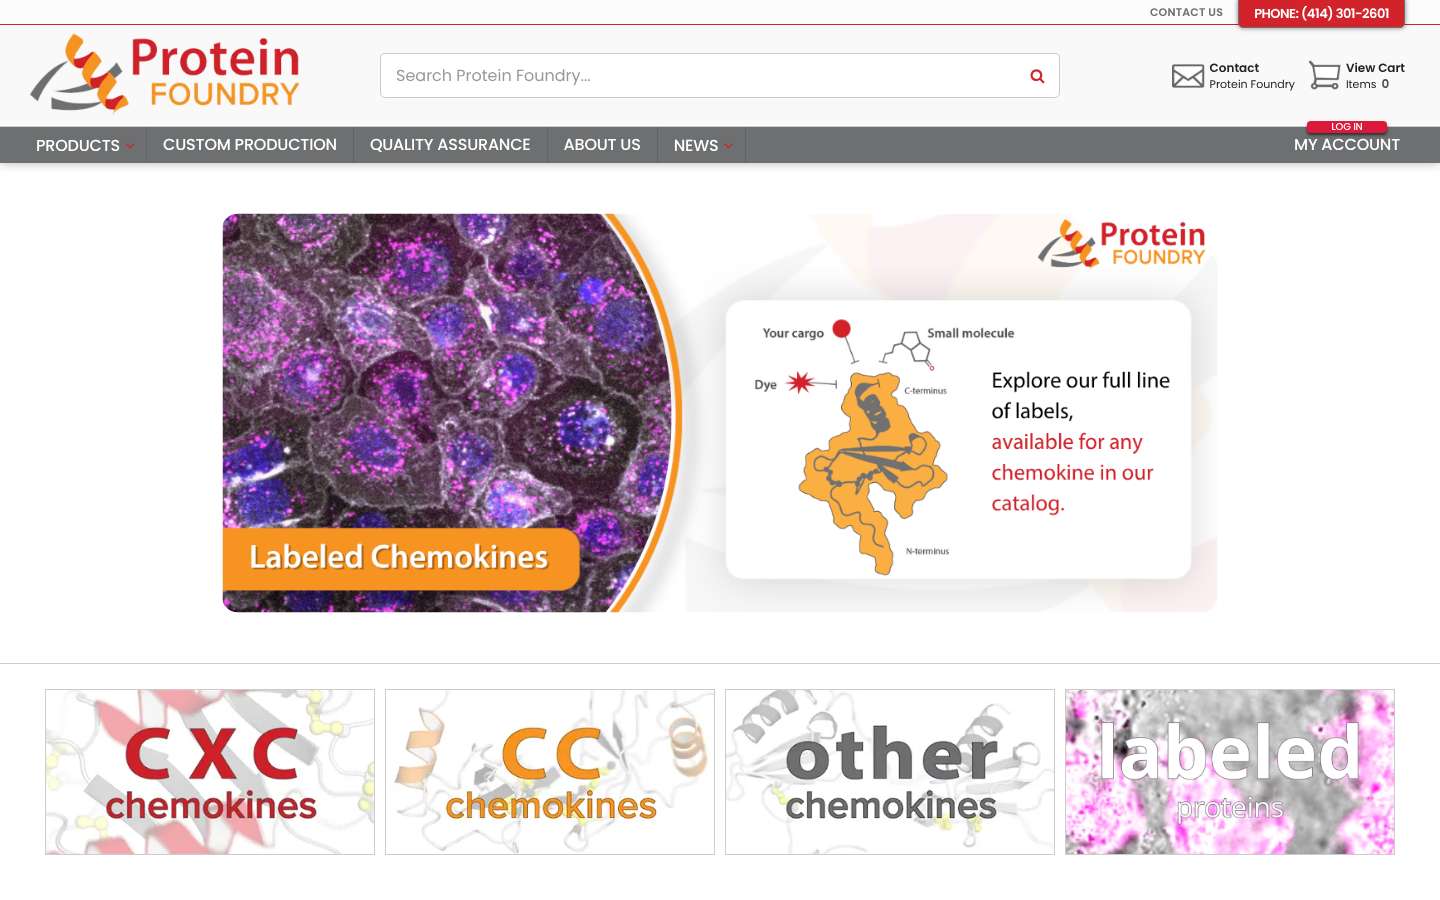 CONTACT US
PHONE: (414) 301-2601
Protein
FOUNDRY
Search Protein Foundry...
Contact
Protein Foundry
View Cart
Items 0
LOG IN
PRODUCTS
CUSTOM PRODUCTION
QUALITY ASSURANCE
ABOUT US
NEWS
MY ACCOUNT
Protein
FOUNDRY
Your cargo
Small molecule
Dye
C-terminus
Explore our full line
of labels,
available for any
chemokine in our
catalog.
N-terminus
Labeled Chemokines
CXC
chemokines
CC
chemokines
other
chemokines
labeled
proteins